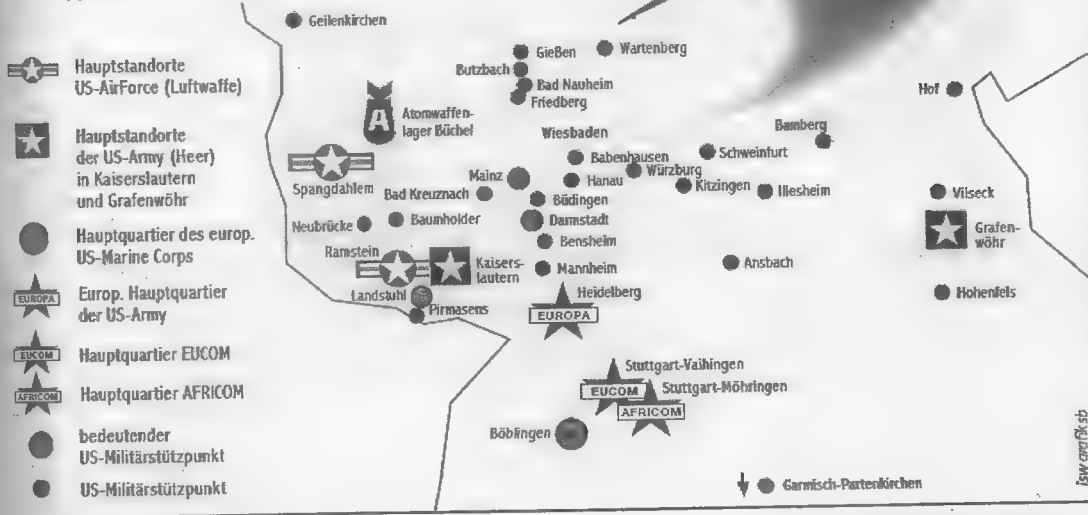 Geilenkirchen
Hauptstandorte
US-AirForce (Luftwaffe)
Hauptstandorte
der US-Army (Heer)
in Kaiserslautern
und Grafenwöhr
Hauptquartier des europ.
US-Marine Corps
EUROPA
Europ. Hauptquartier
der US-Army
EUCOM
Hauptquartier EUCOM
AFRICOM
Hauptquartier AFRICOM
bedeutender
US-Militärstützpunkt
US-Militärstützpunkt
Gießen
Wartenberg
Butzbach
Bad Nauheim
Friedberg
A
Atomwaffen-
lager Büchel
Wiesbaden
Hof
Bamberg
Babenhausen
Schweinfurt
Würzburg
Spangdahlem
Mainz
Hanau
Kitzingen
Illesheim
Vilseck
Bad Kreuznach
Büdingen
Neubrücke
Baumholder
Darmstadt
Grafen-
wöhr
Bensheim
Ramstein
Kaisers-
lautern
Mannheim
Ansbach
Landstuhl
Heidelberg
Hohenfels
Pirmasens
EUROPA
Stuttgart-Vaihingen
EUCOM
Stuttgart-Möhringen
AFRICOM
Böblingen
Garmisch-Partenkirchen
isw grafik sb